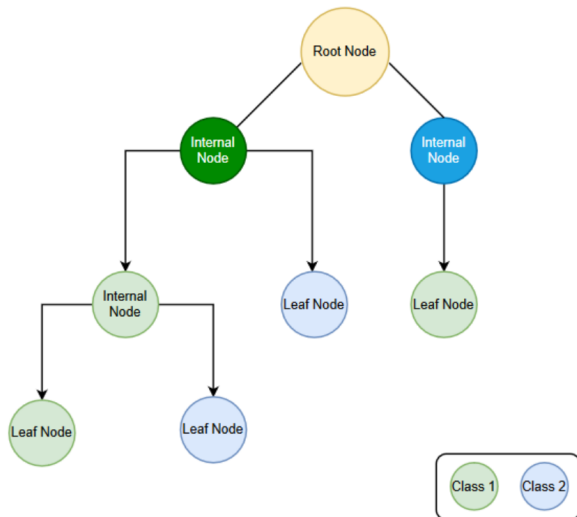 Root Node
Internal
Node
Internal
Node
Internal
Node
Leaf Node
Leaf Node
Leaf Node
Leaf Node
Class 1
Class 2